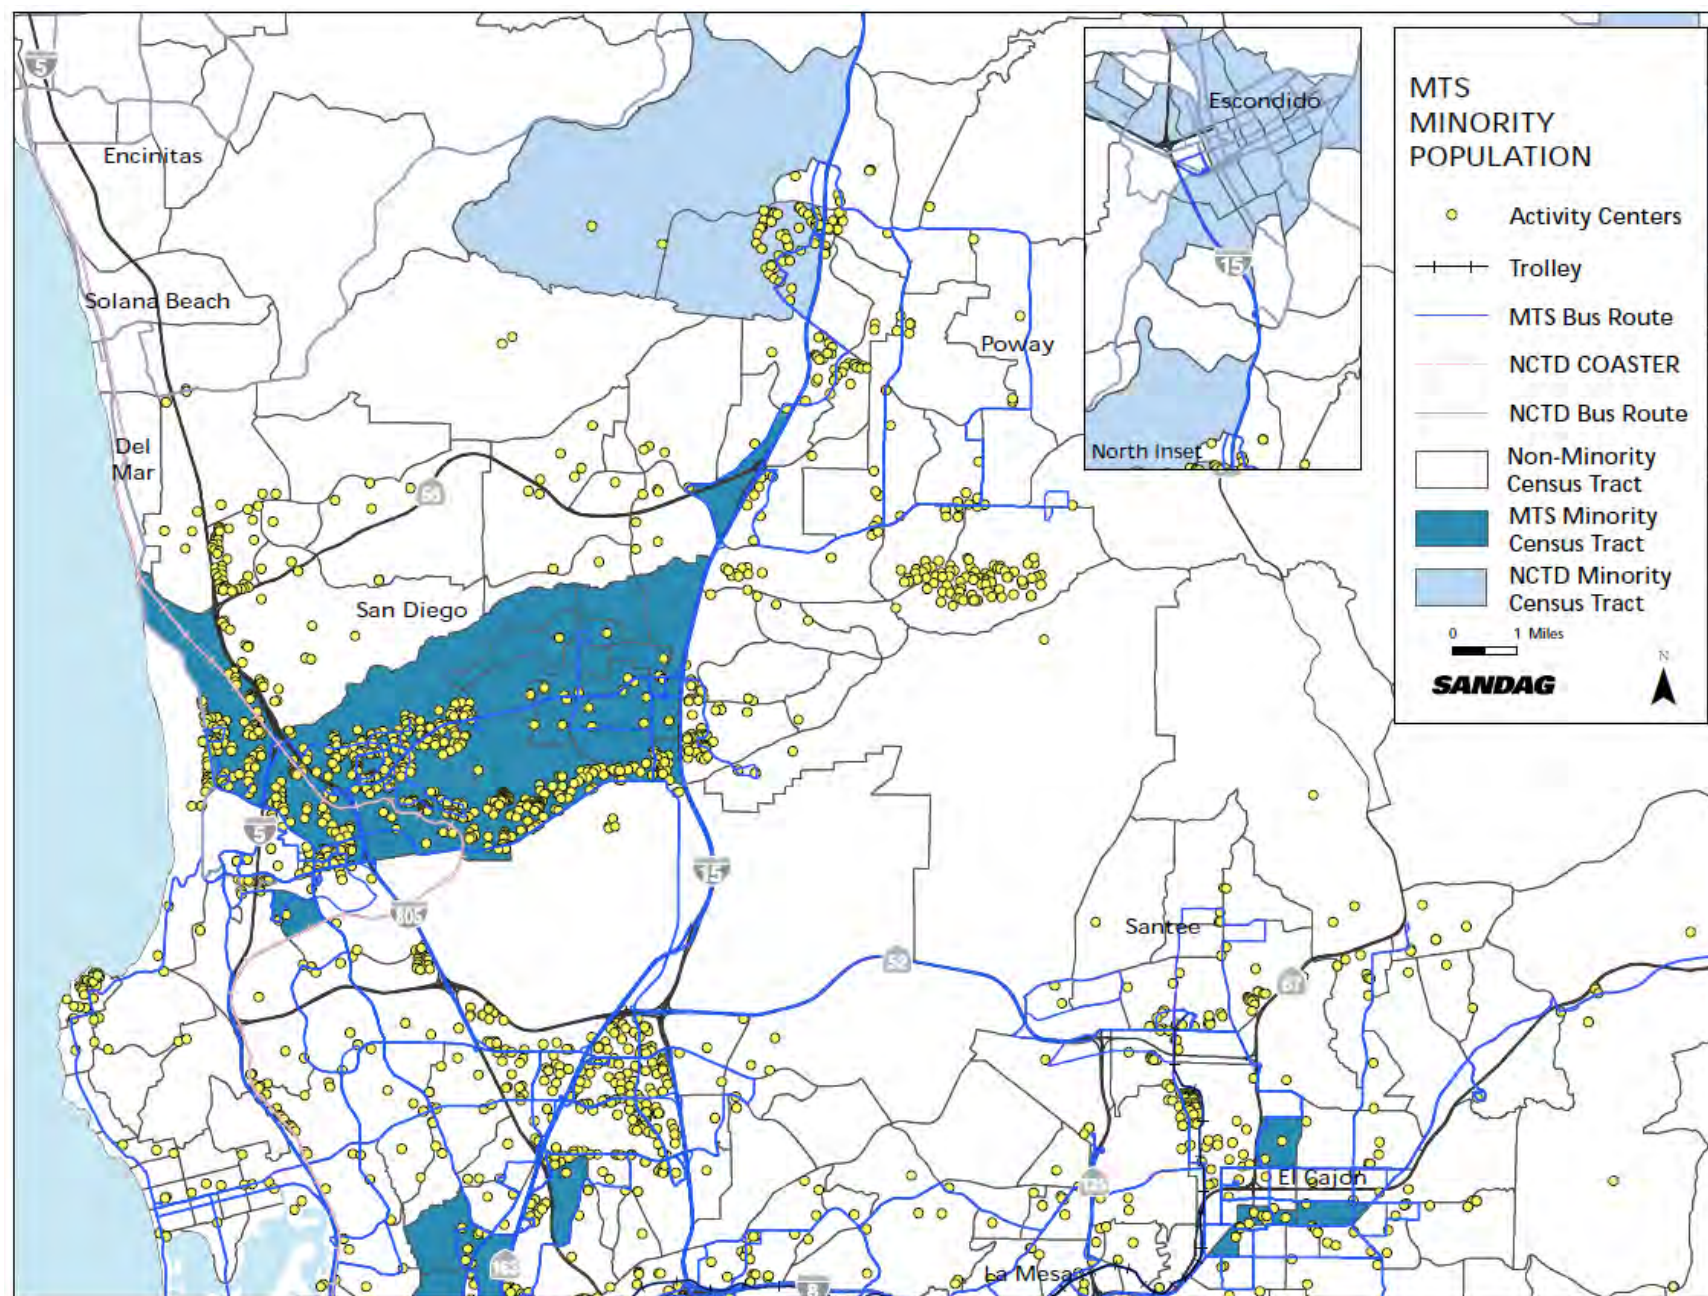 5
Encinitas
Solana Beach
Del
Mar
56
San Diego
Poway
5
805
15
52
Santee
67
125
El Cajon
La Mesa
163
8
Escondido
15
North Inset
MTS
MINORITY
POPULATION
Activity Centers
Trolley
MTS Bus Route
NCTD COASTER
NCTD Bus Route
Non-Minority
Census Tract
MTS Minority
Census Tract
NCTD Minority
Census Tract
0 1 Miles
N
SANDAG